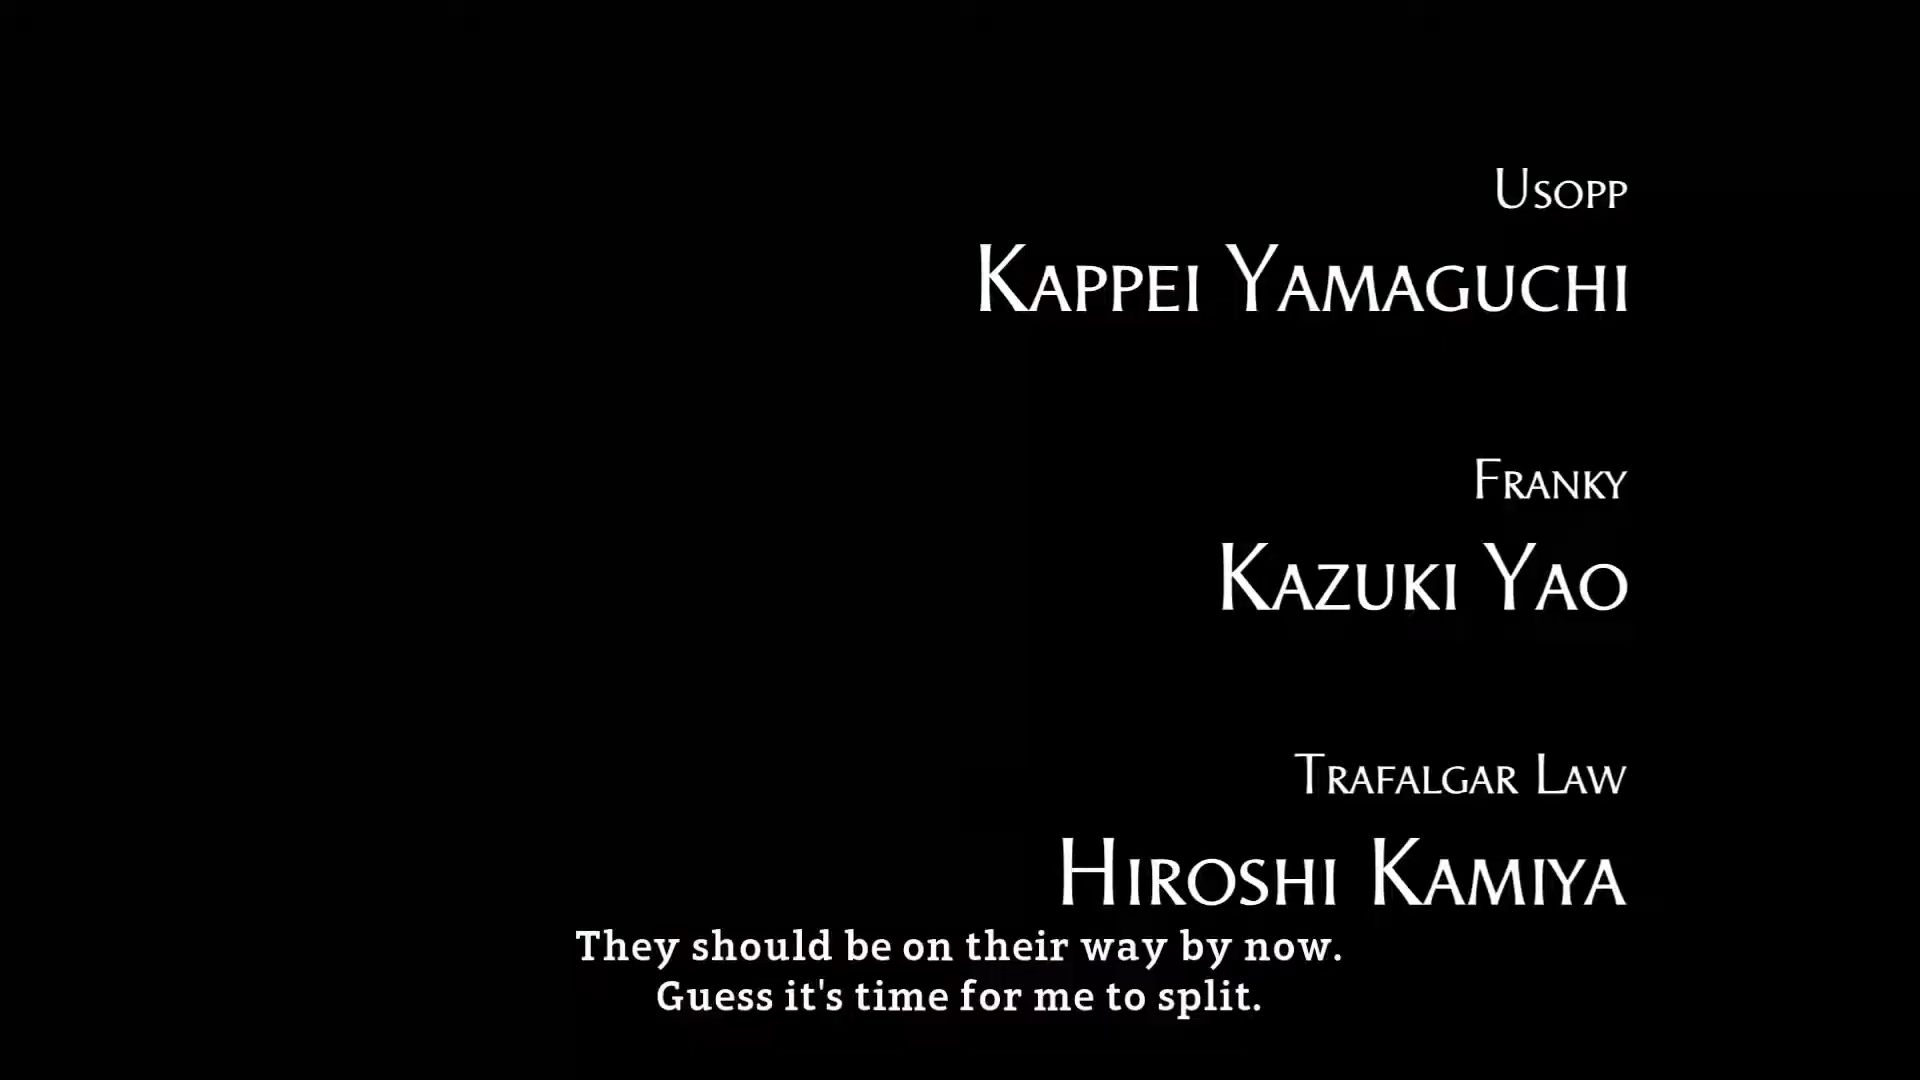 Usopp
Kappei Yamaguchi
Franky
Kazuki Yao
Trafalgar Law
Hiroshi Kamiya
They should be on their way by now.
Guess it's time for me to split.